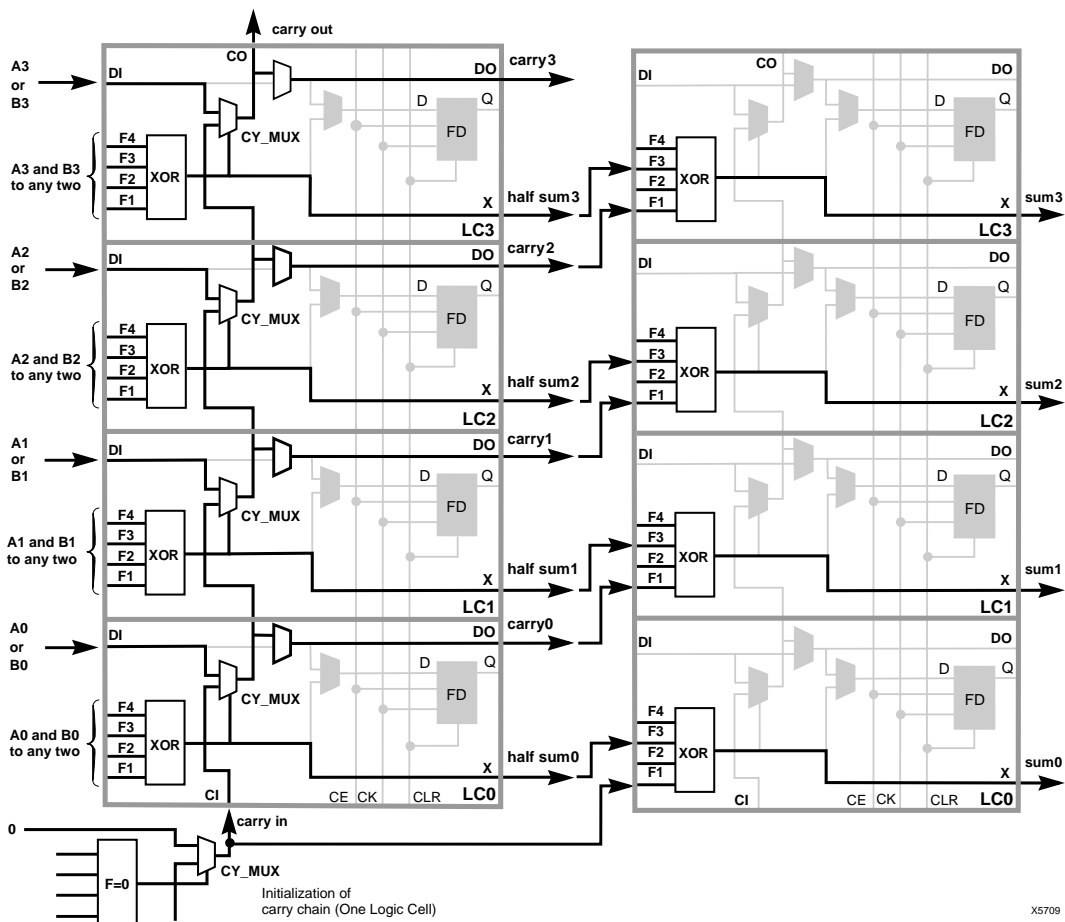 carry out
CO
A3
or
B3
DI
DO
carry3
D
Q
FD
CY_MUX
A3 and B3
to any two
F4
F3
F2
F1
XOR
X
half sum3
LC3
CO
DI
DO
D
Q
FD
F4
F3
F2
F1
XOR
X
sum3
LC3
A2
or
B2
DI
DO
carry2
D
Q
FD
CY_MUX
A2 and B2
to any two
F4
F3
F2
F1
XOR
X
half sum2
LC2
DI
DO
D
Q
FD
F4
F3
F2
F1
XOR
X
sum2
LC2
A1
or
B1
DI
DO
carry1
D
Q
FD
CY_MUX
A1 and B1
to any two
F4
F3
F2
F1
XOR
X
half sum1
LC1
DI
DO
D
Q
FD
F4
F3
F2
F1
XOR
X
sum1
LC1
A0
or
B0
DI
DO
carry0
D
Q
FD
CY_MUX
A0 and B0
to any two
F4
F3
F2
F1
XOR
X
half sum0
LC0
CI
CE
CK
CLR
DI
DO
D
Q
FD
F4
F3
F2
F1
XOR
X
sum0
LC0
CI
CE
CK
CLR
carry in
0
F=0
CY_MUX
Initialization of
carry chain (One Logic Cell)
X5709